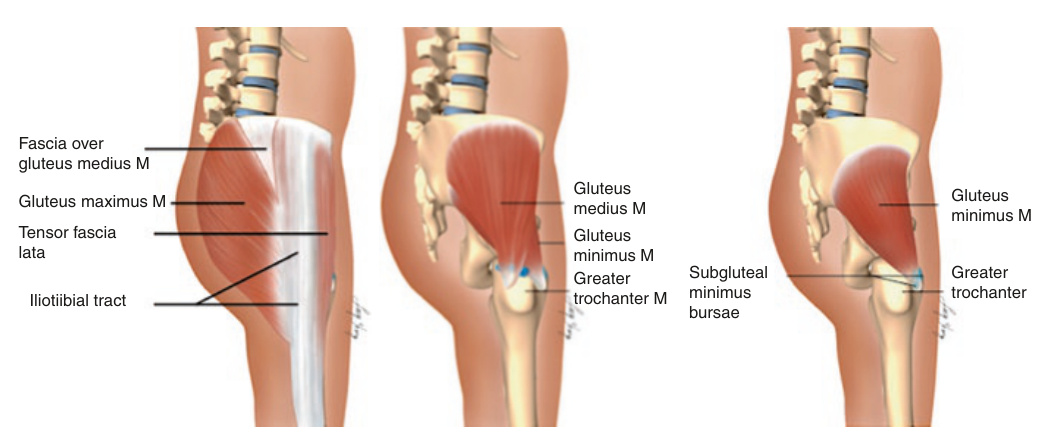 Fascia over
gluteus medius M
Gluteus maximus M
Tensor fascia
lata
Iliotiibial tract
Gluteus
medius M
Gluteus
minimus M
Greater
trochanter M
Subgluteal
minimus
bursae
Gluteus
minimus M
Greater
trochanter